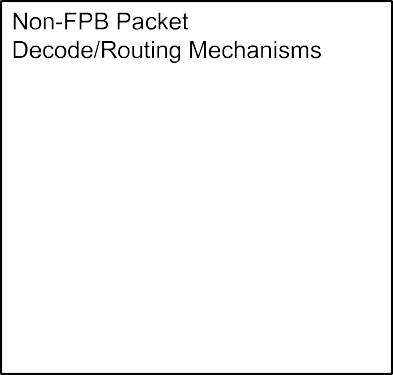 Non-FPB Packet
Decode/Routing Mechanisms